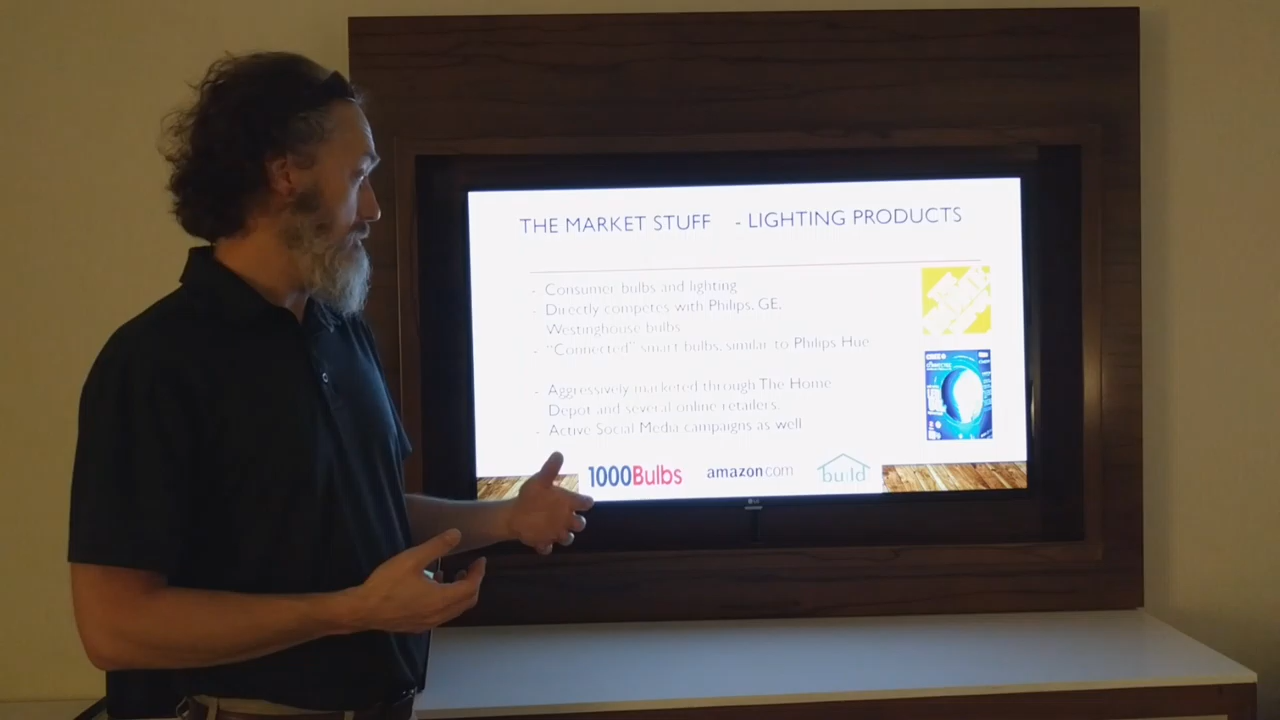 THE MARKET STUFF - LIGHTING PRODUCTS
- Consumer bulbs and lighting
- Directly competes with Philips, GE,
Westinghouse bulbs
- "Connected" smart bulbs, similar to Philips Hue
- Aggressively marketed through The Home
Depot and several online retailers.
- Active Social Media campaigns as well
CREE
1000Bulbs
amazon.com
build
LG